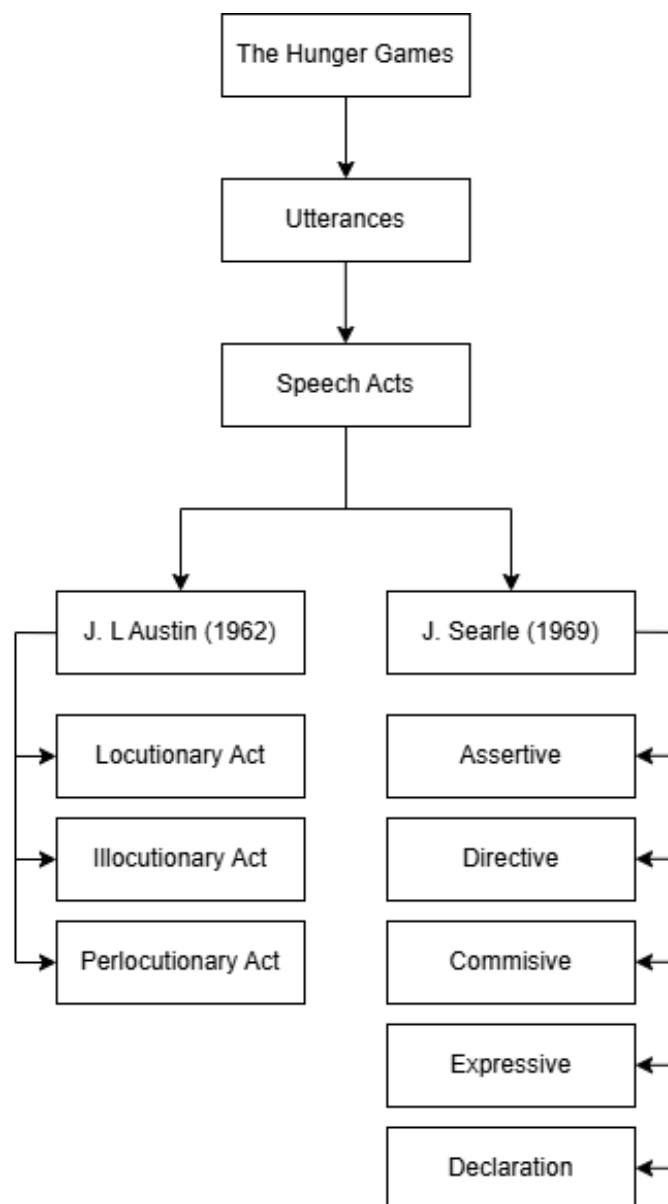 The Hunger Games
Utterances
Speech Acts
J. L Austin (1962)
J. Searle (1969)
Locutionary Act
Assertive
Illocutionary Act
Directive
Perlocutionary Act
Commisive
Expressive
Declaration